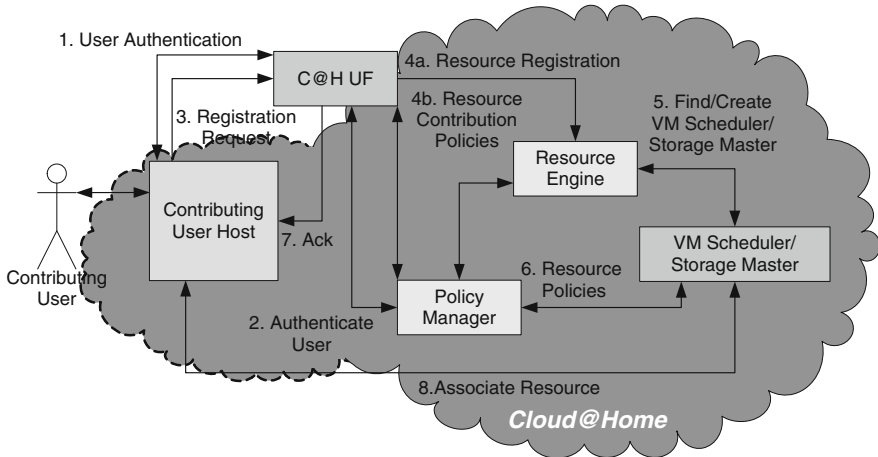 1. User Authentication
C@H UF
4a. Resource Registration
3. Registration
Request
4b. Resource
Contribution
Policies
5. Find/Create
VM Scheduler/
Storage Master
Resource
Engine
Contributing
User Host
7. Ack
VM Scheduler/
Storage Master
Contributing
User
6. Resource
Policies
Policy
Manager
2. Authenticate
User
8.Associate Resource
Cloud@Home